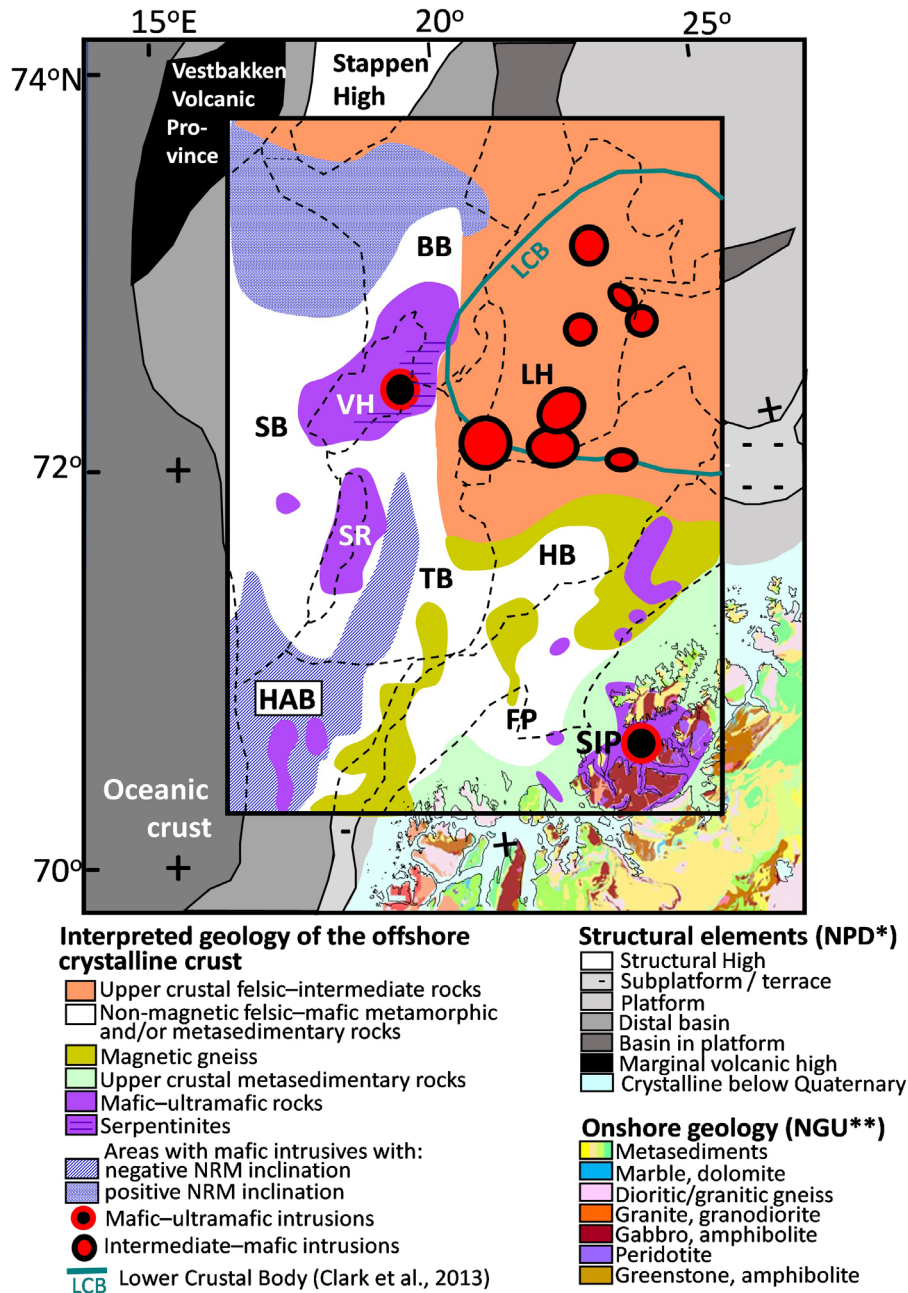 15ºE
20º
25º
74ºN
Vestbakken
Volcanic
Pro-
vince
Stappen
High
BB
LCB
LH
VH
SB
72º
SR
HB
TB
HAB
FP
SIP
Oceanic
crust
70º
Interpreted geology of the offshore
crystalline crust
Upper crustal felsic–intermediate rocks
Non-magnetic felsic–mafic metamorphic
and/or metasedimentary rocks
Magnetic gneiss
Upper crustal metasedimentary rocks
Mafic–ultramafic rocks
Serpentinites
Areas with mafic intrusives with:
negative NRM inclination
positive NRM inclination
Mafic–ultramafic intrusions
Intermediate–mafic intrusions
LCB Lower Crustal Body (Clark et al., 2013)
Structural elements (NPD*)
Structural High
Subplatform / terrace
Platform
Distal basin
Basin in platform
Marginal volcanic high
Crystalline below Quaternary
Onshore geology (NGU**)
Metasediments
Marble, dolomite
Dioritic/granitic gneiss
Granite, granodiorite
Gabbro, amphibolite
Peridotite
Greenstone, amphibolite